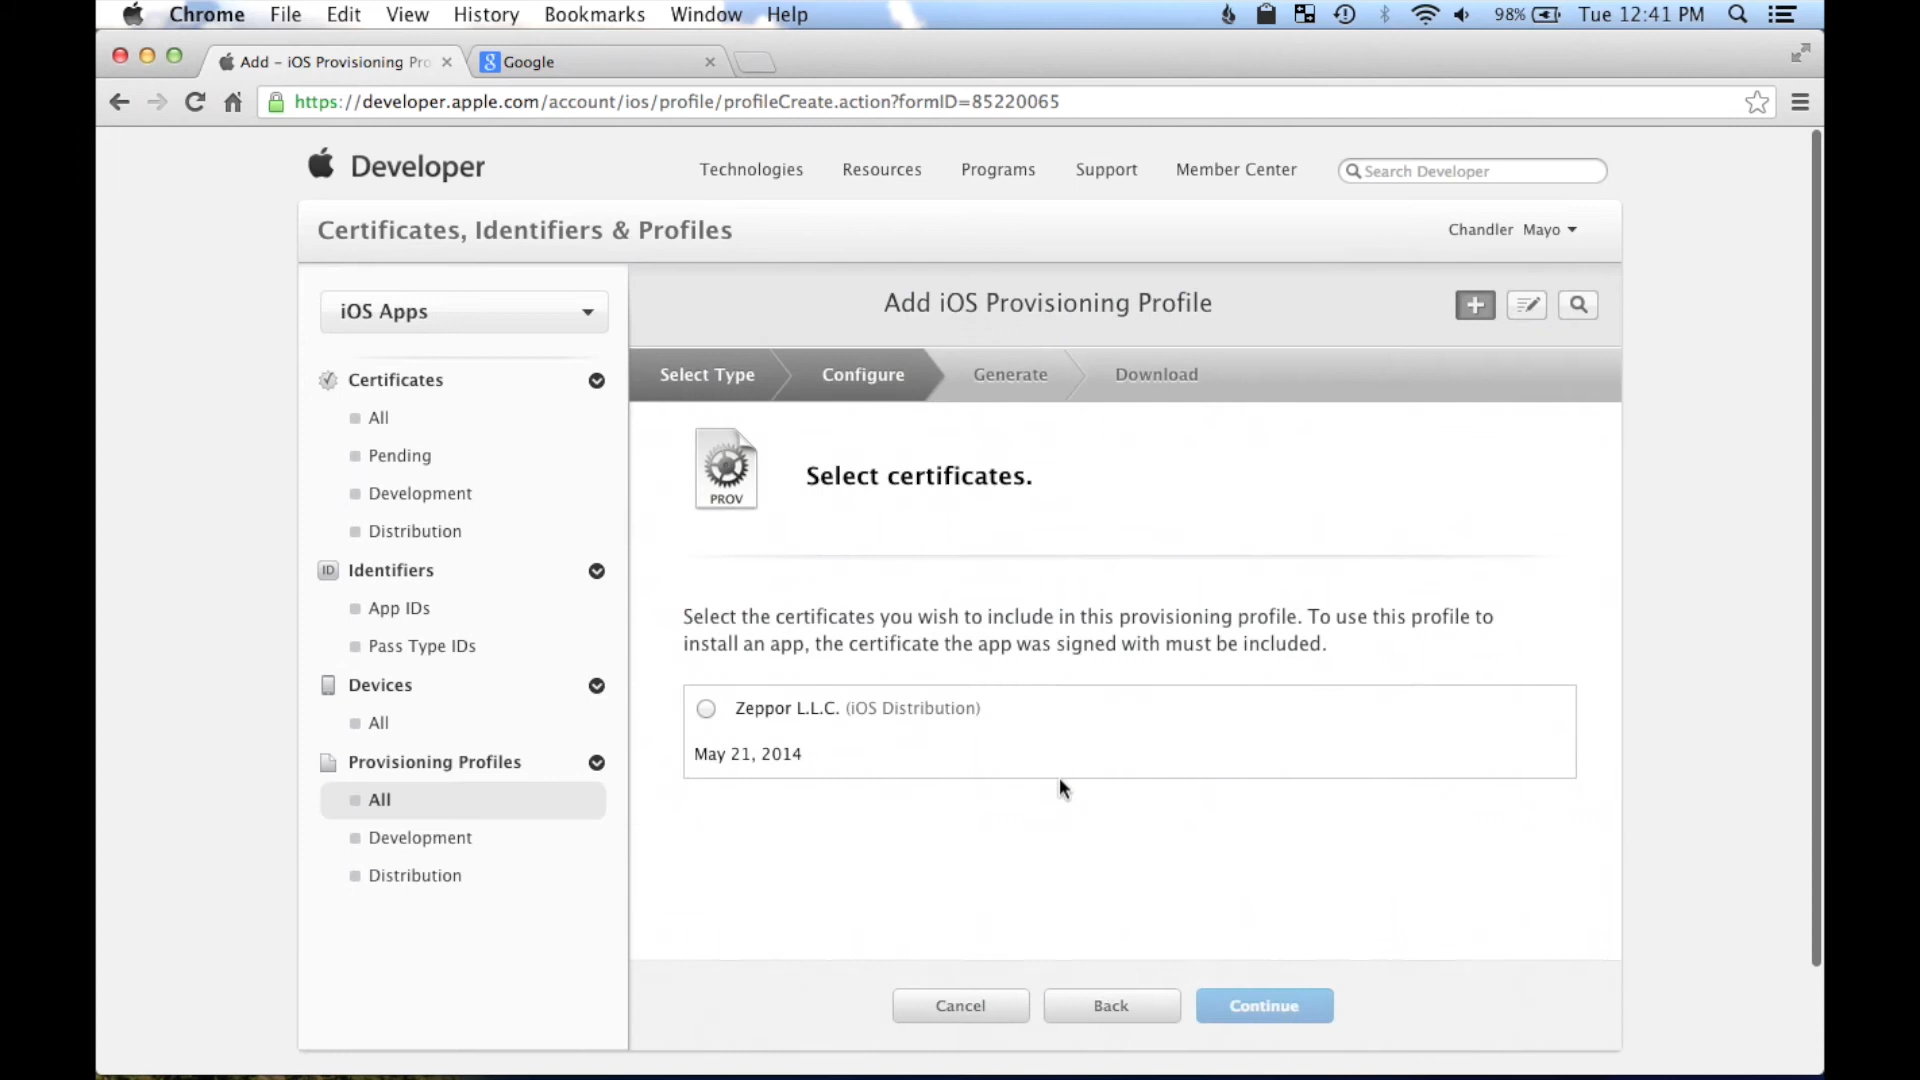 Chrome File Edit View History Bookmarks Window Help 98% Tue 12:41 PM
Add – iOS Provisioning Pro Google
https://developer.apple.com/account/ios/profile/profileCreate.action?formID=85220065
Developer Technologies Resources Programs Support Member Center Search Developer
Certificates, Identifiers & Profiles Chandler Mayo
iOS Apps
Certificates
All
Pending
Development
Distribution
ID Identifiers
App IDs
Pass Type IDs
Devices
All
Provisioning Profiles
All
Development
Distribution
Add iOS Provisioning Profile
Select Type Configure Generate Download
PROV
Select certificates.
Select the certificates you wish to include in this provisioning profile. To use this profile to
install an app, the certificate the app was signed with must be included.
Zeppor L.L.C. (iOS Distribution)
May 21, 2014
Cancel Back Continue